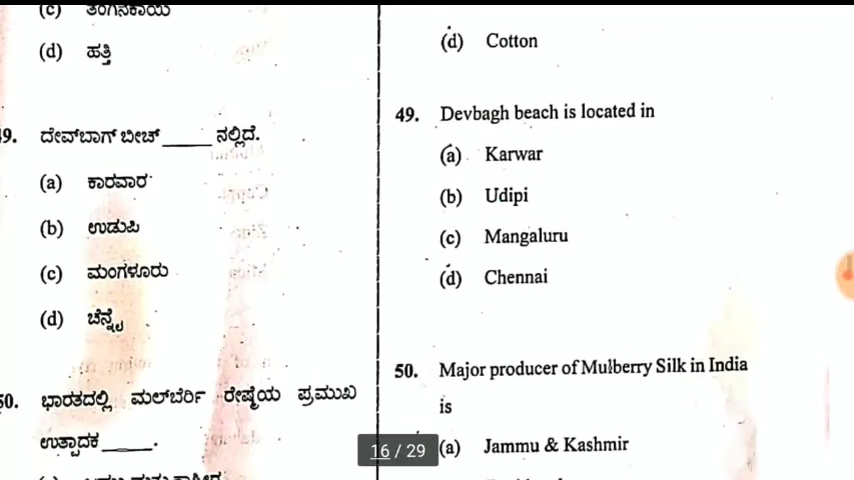 (c) ತೆಂಗಿನಕಾಯಿ
(d) ಹತ್ತಿ
49. ದೇವ್‌ಬಾಗ್ ಬೀಚ್ _____ ನಲ್ಲಿದೆ.
(a) ಕಾರವಾರ
(b) ಉಡುಪಿ
(c) ಮಂಗಳೂರು
(d) ಚೆನ್ನೈ
50. ಭಾರತದಲ್ಲಿ ಮಲ್‌ಬೆರ್ರಿ ರೇಷ್ಮೆಯ ಪ್ರಮುಖ
ಉತ್ಪಾದಕ _____.
(d) Cotton
49. Devbagh beach is located in
(a) Karwar
(b) Udipi
(c) Mangaluru
(d) Chennai
50. Major producer of Mulberry Silk in India
is
(a) Jammu & Kashmir
16 / 29